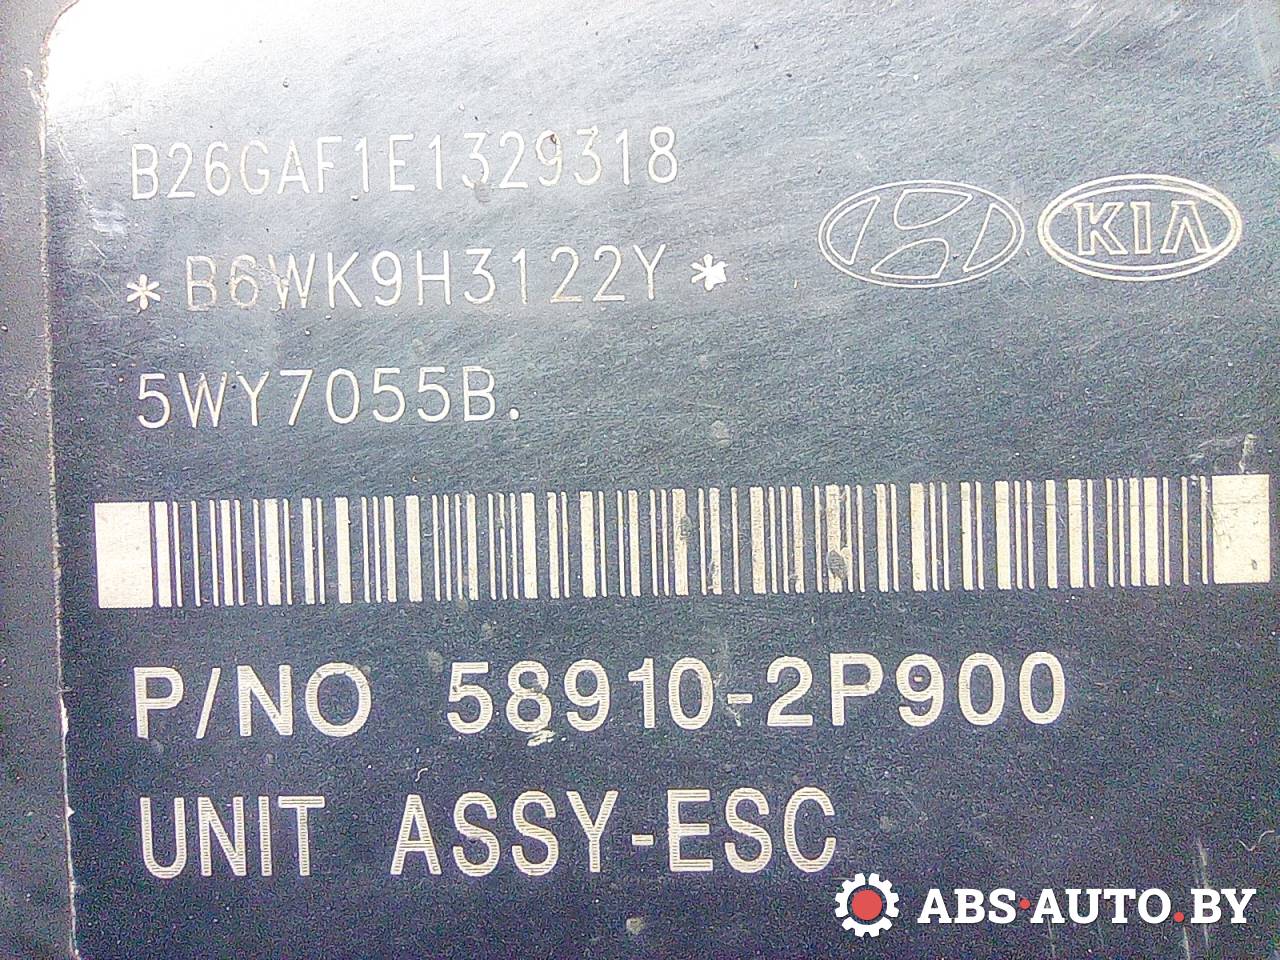 B26GAF1E1329318
*B6WK9H3122Y*
KIA
5WY7055B.
P/NO 58910-2P900
UNIT ASSY-ESC
ABS·AUTO.BY